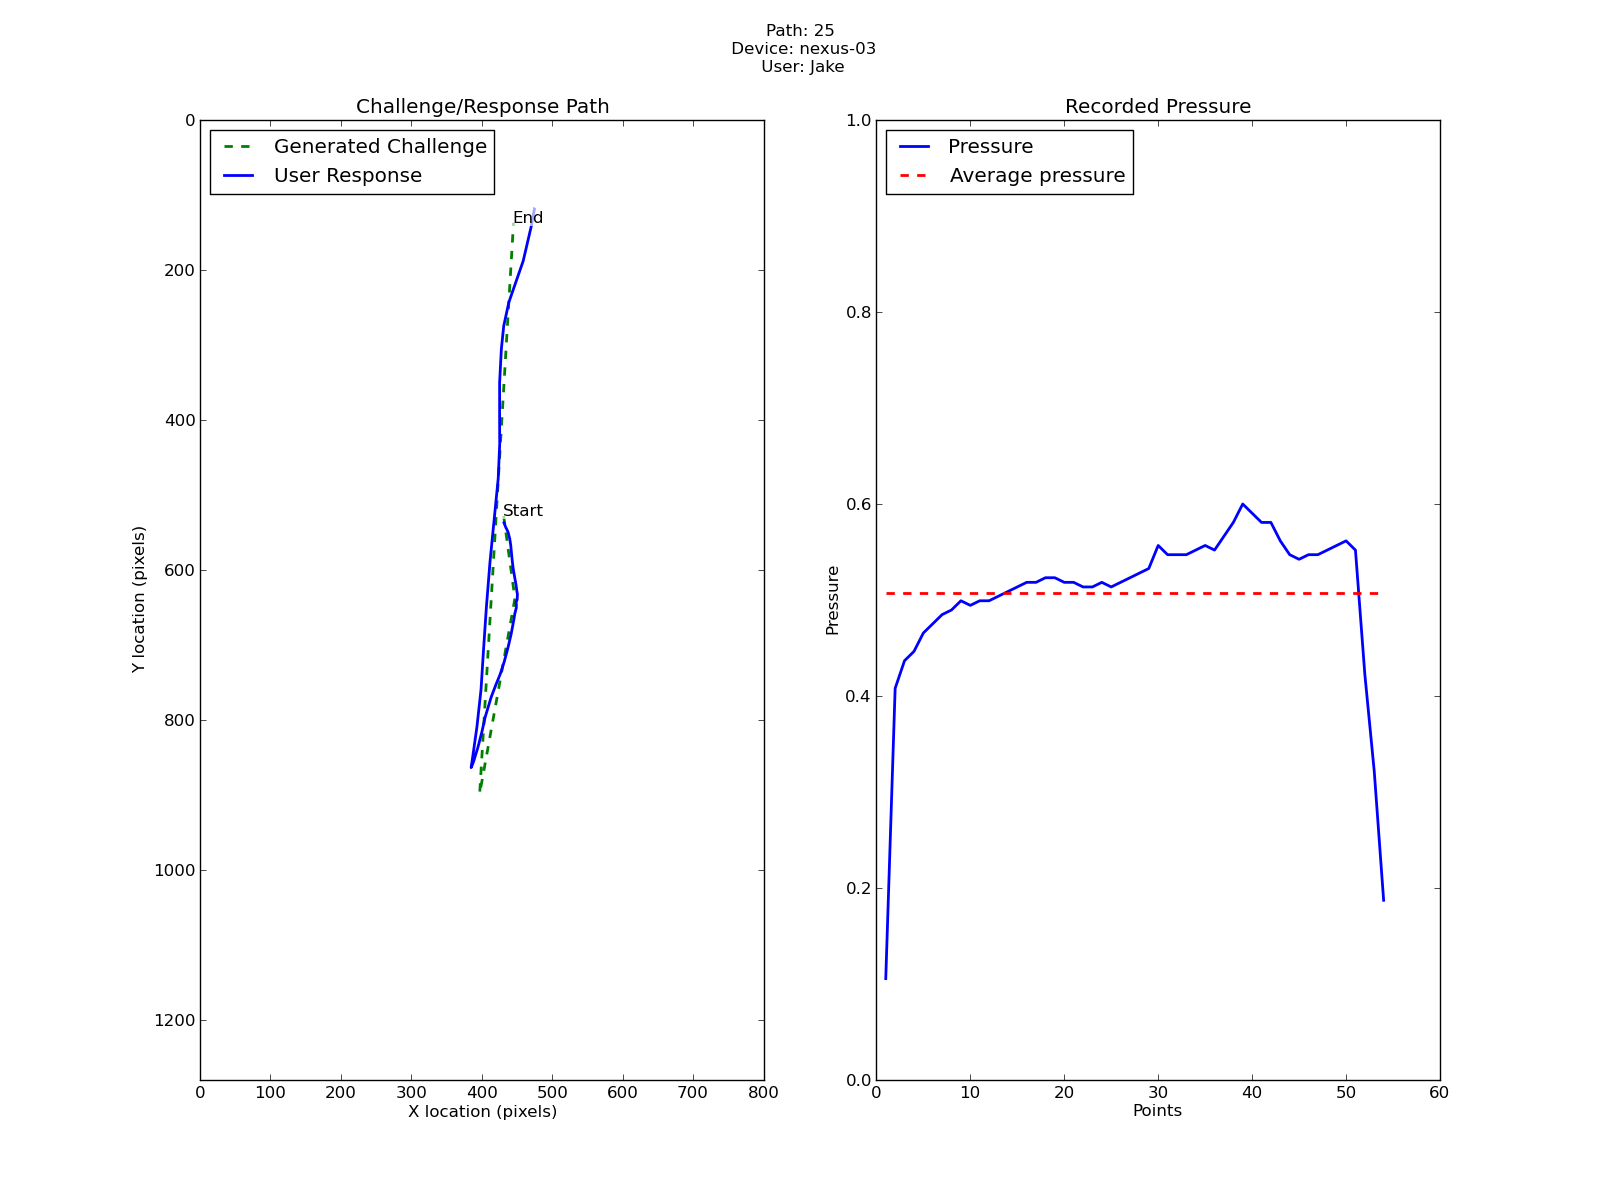 Path: 25
Device: nexus-03
User: Jake
Challenge/Response Path
Generated Challenge
User Response
End
Start
0
200
400
600
800
1000
1200
Y location (pixels)
0 100 200 300 400 500 600 700 800
X location (pixels)
Recorded Pressure
Pressure
Average pressure
1.0
0.8
0.6
0.4
0.2
0.0
Pressure
0 10 20 30 40 50 60
Points